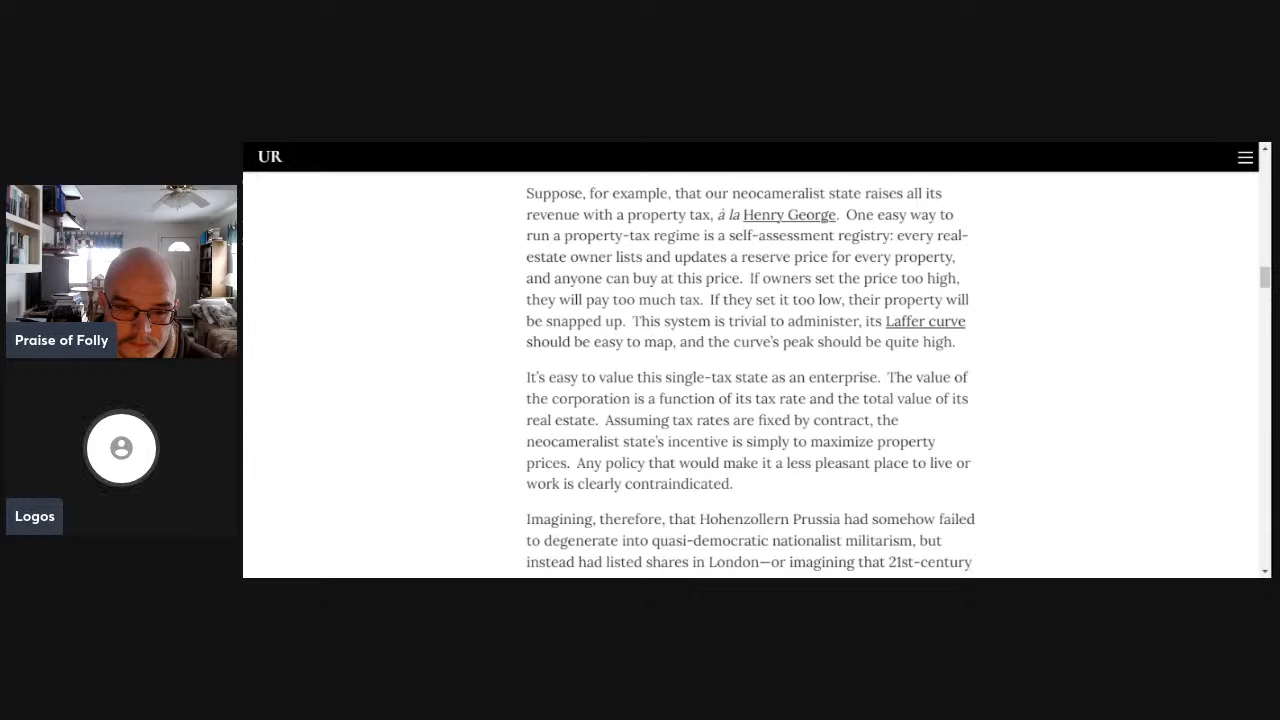 UR
Suppose, for example, that our neocameralist state raises all its
revenue with a property tax, à la Henry George. One easy way to
run a property-tax regime is a self-assessment registry: every real-
estate owner lists and updates a reserve price for every property,
and anyone can buy at this price. If owners set the price too high,
they will pay too much tax. If they set it too low, their property will
be snapped up. This system is trivial to administer, its Laffer curve
should be easy to map, and the curve's peak should be quite high.
It's easy to value this single-tax state as an enterprise. The value of
the corporation is a function of its tax rate and the total value of its
real estate. Assuming tax rates are fixed by contract, the
neocameralist state's incentive is simply to maximize property
prices. Any policy that would make it a less pleasant place to live or
work is clearly contraindicated.
Imagining, therefore, that Hohenzollern Prussia had somehow failed
to degenerate into quasi-democratic nationalist militarism, but
instead had listed shares in London—or imagining that 21st-century
Praise of Folly
Logos